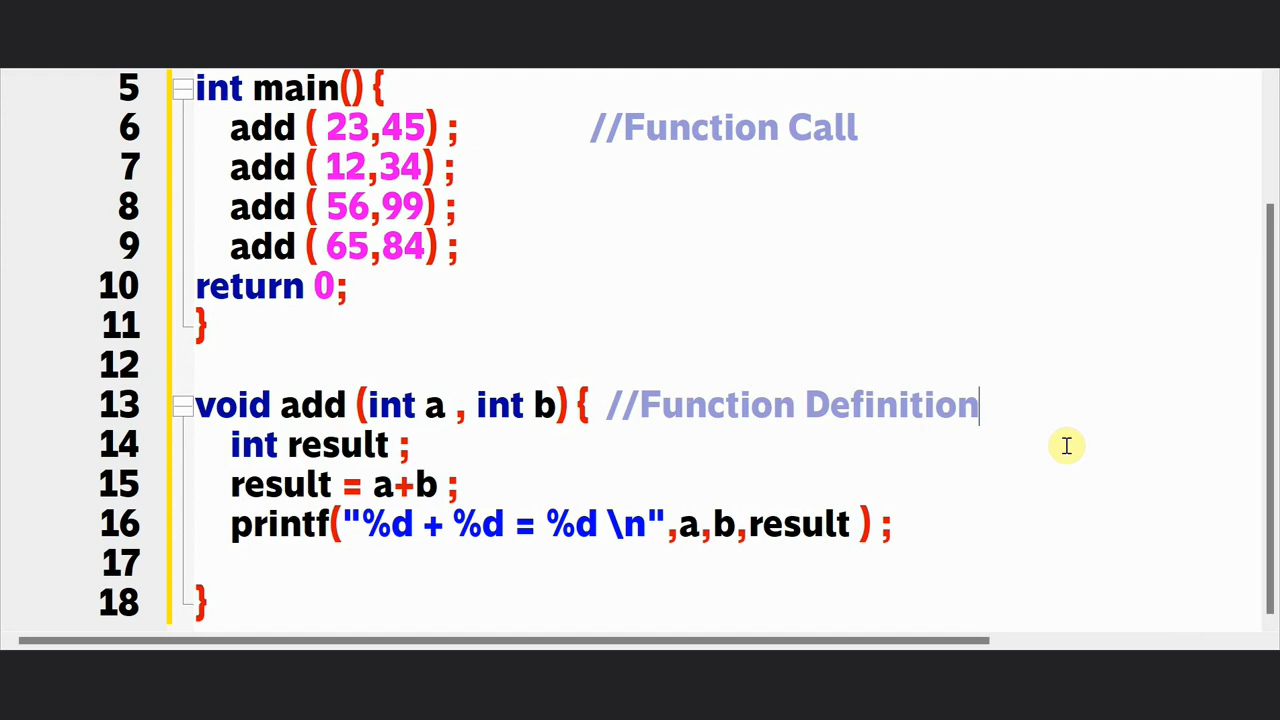 5 int main() {
6 add ( 23,45) ; //Function Call
7 add ( 12,34) ;
8 add ( 56,99) ;
9 add ( 65,84) ;
10 return 0;
11 }
12
13 void add (int a , int b) { //Function Definition
14 int result ;
15 result = a+b ;
16 printf("%d + %d = %d \n",a,b,result ) ;
17
18 }